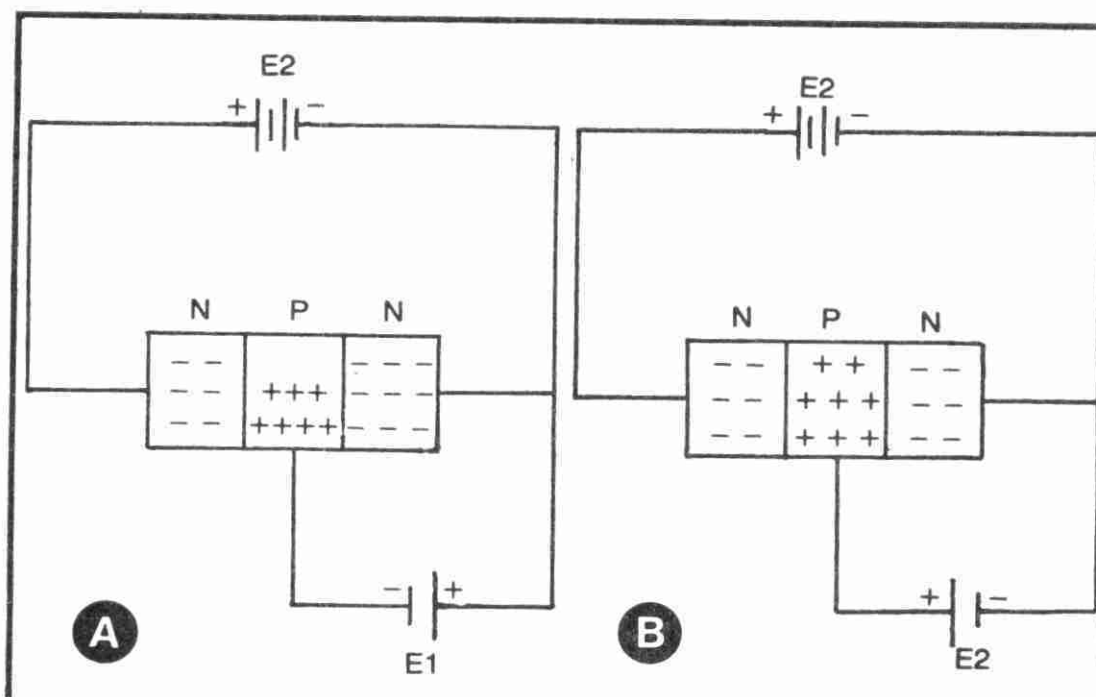 E2
+ −
N P N
− − − − −
+++
− − − − −
++++
− − − − −
− +
A
E1
E2
+ −
N P N
− − + + − −
− − + + + − −
− − + + + − −
+ −
B
E2